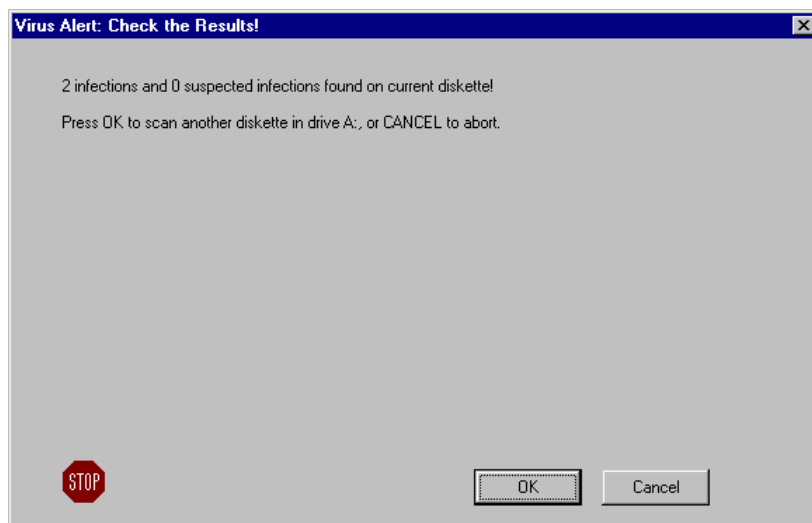 Virus Alert: Check the Results!
2 infections and 0 suspected infections found on current diskette!
Press OK to scan another diskette in drive A:, or CANCEL to abort.
STOP
OK
Cancel